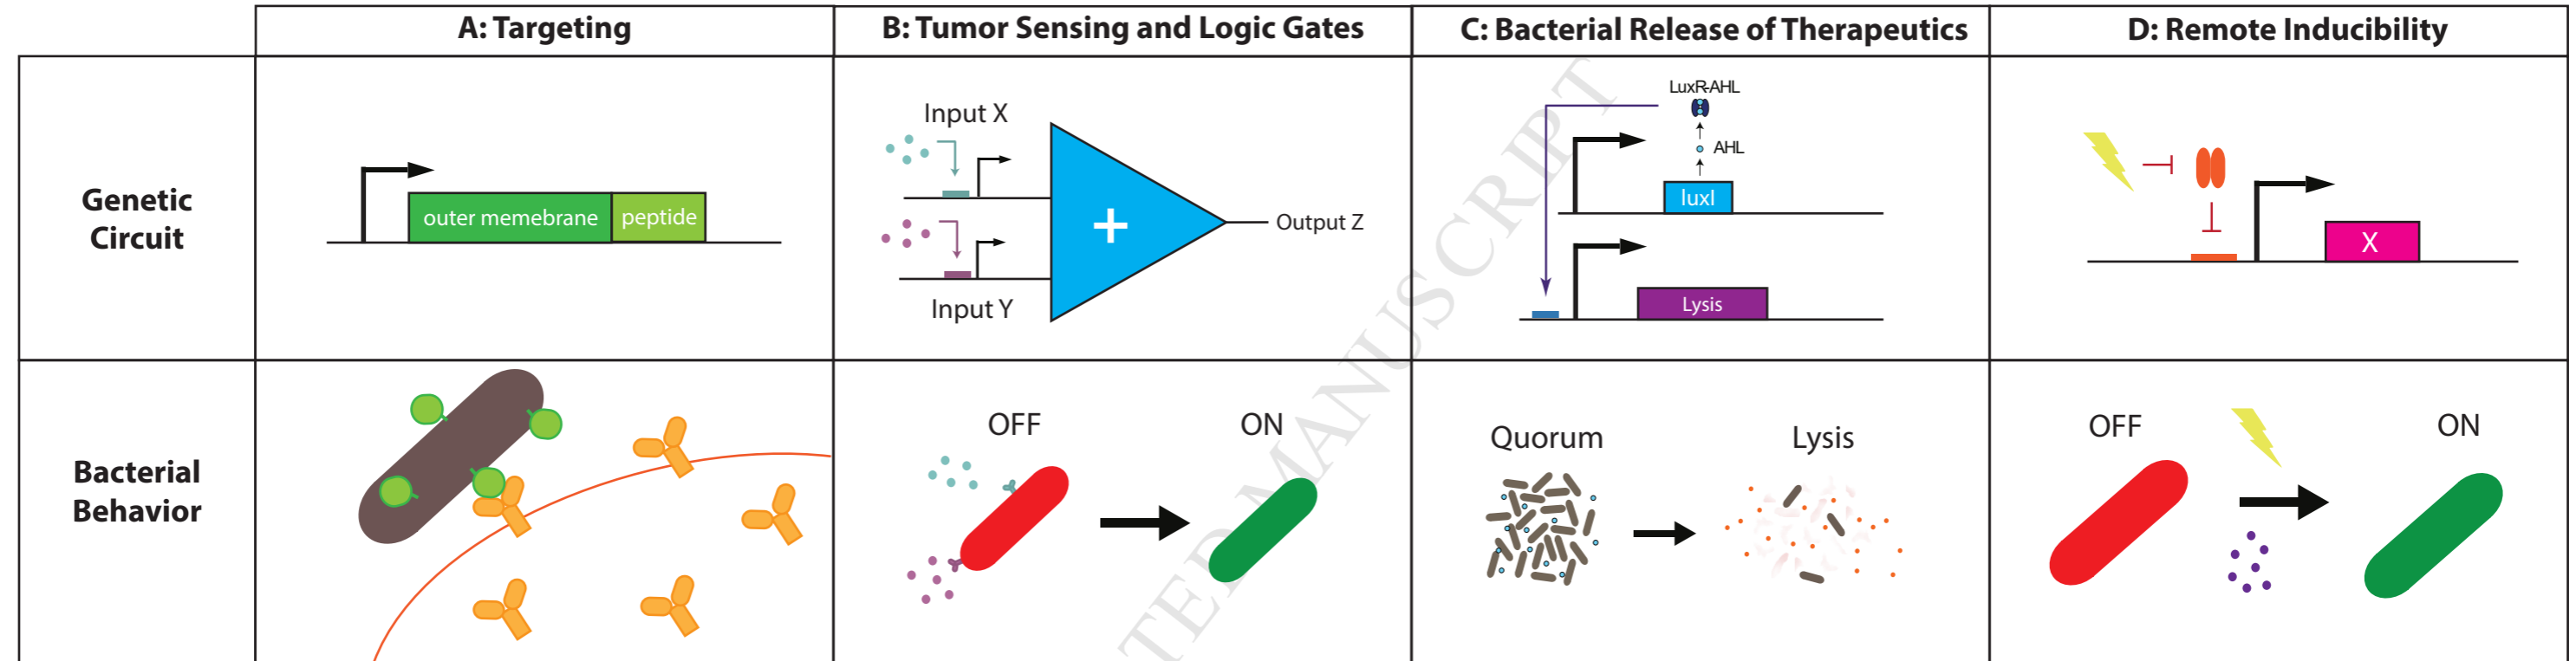 A: Targeting
B: Tumor Sensing and Logic Gates
C: Bacterial Release of Therapeutics
D: Remote Inducibility
Genetic
Circuit
outer memebrane
peptide
Input X
+
Output Z
Input Y
LuxR-AHL
AHL
luxI
Lysis
X
Bacterial
Behavior
OFF
ON
Quorum
Lysis
OFF
ON
TED MANUSCRIPT